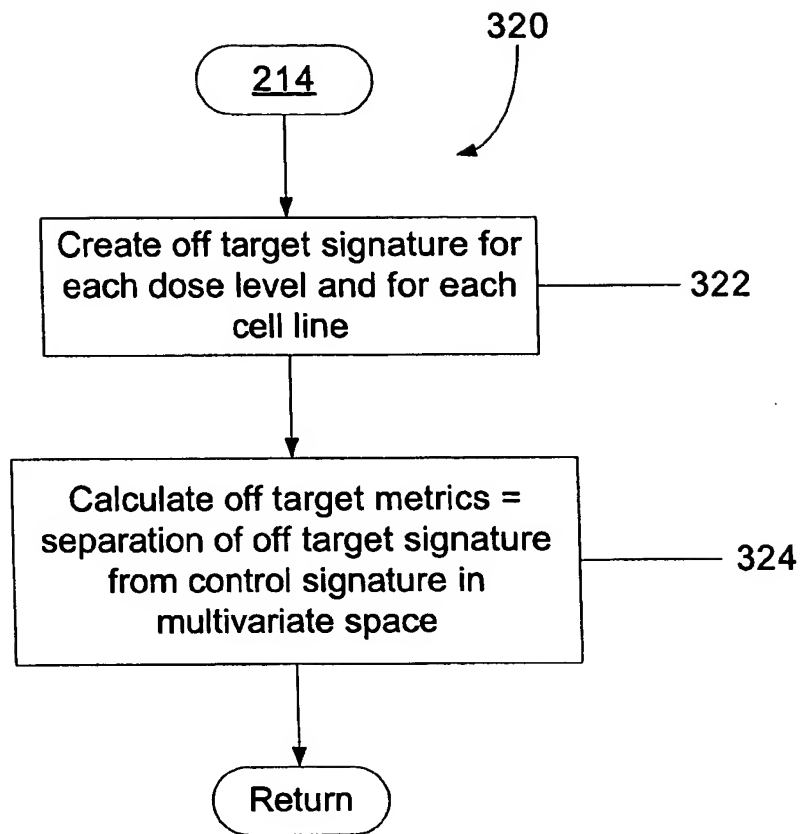 320
214
Create off target signature for
each dose level and for each
cell line
322
Calculate off target metrics =
separation of off target signature
from control signature in
multivariate space
324
Return